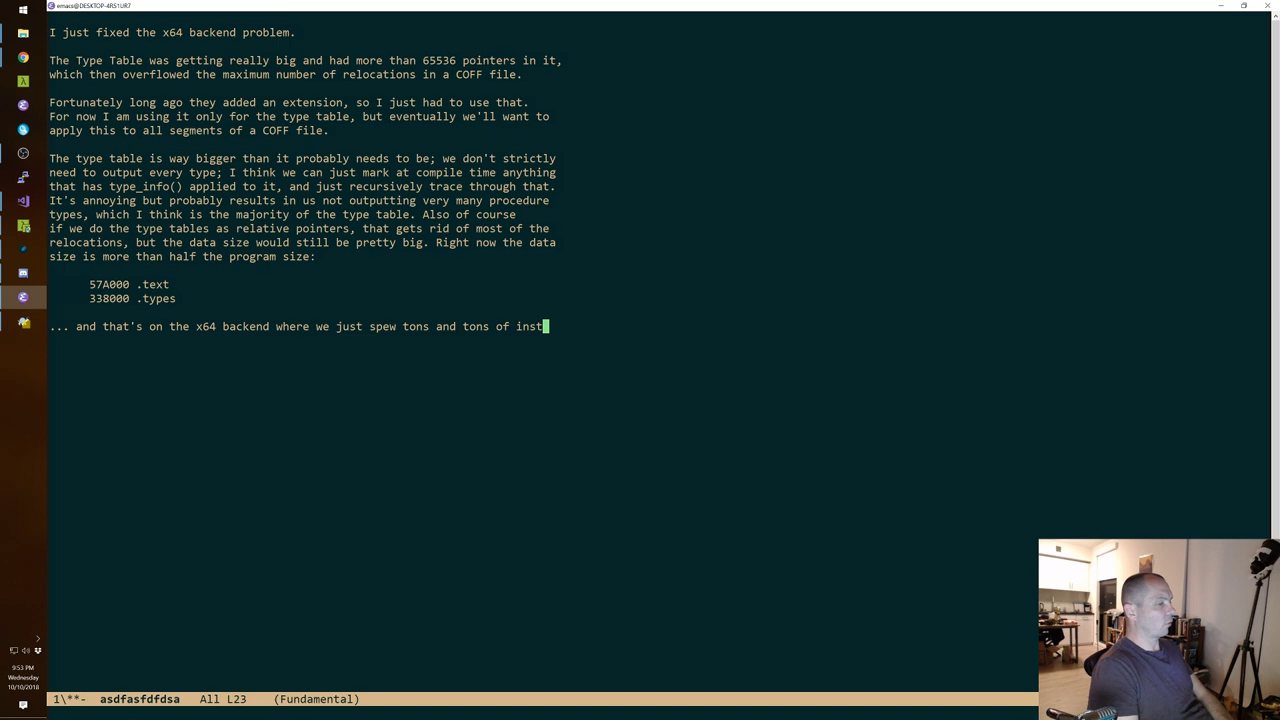 emacs@DESKTOP-4RS1UR7
I just fixed the x64 backend problem.
The Type Table was getting really big and had more than 65536 pointers in it,
which then overflowed the maximum number of relocations in a COFF file.
Fortunately long ago they added an extension, so I just had to use that.
For now I am using it only for the type table, but eventually we'll want to
apply this to all segments of a COFF file.
The type table is way bigger than it probably needs to be; we don't strictly
need to output every type; I think we can just mark at compile time anything
that has type_info() applied to it, and just recursively trace through that.
It's annoying but probably results in us not outputting very many procedure
types, which I think is the majority of the type table. Also of course
if we do the type tables as relative pointers, that gets rid of most of the
relocations, but the data size would still be pretty big. Right now the data
size is more than half the program size:
57A000 .text
338000 .types
... and that's on the x64 backend where we just spew tons and tons of inst
9:53 PM
Wednesday
10/10/2018
1\**-  asdfasfdfdsa   All L23    (Fundamental)